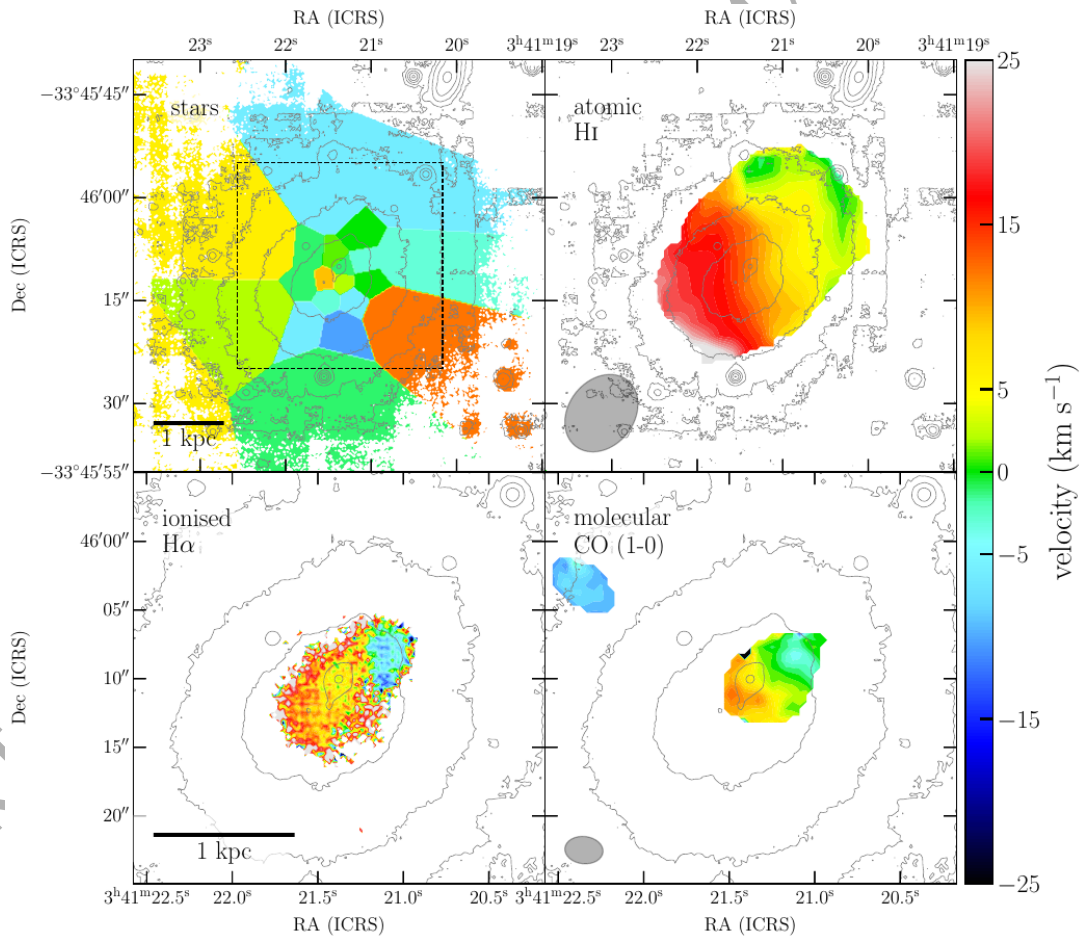 RA (ICRS) RA (ICRS)
23ˢ 22ˢ 21ˢ 20ˢ 3ʰ41ᵐ19ˢ 23ˢ 22ˢ 21ˢ 20ˢ 3ʰ41ᵐ19ˢ
−33°45′45″
46′00″
15″
30″
−33°45′55″
Dec (ICRS)
stars
1 kpc
atomic
HI
25
15
5
0
−5
−15
−25
velocity (km s⁻¹)
46′00″
05″
10″
15″
20″
Dec (ICRS)
ionised
Hα
1 kpc
molecular
CO (1-0)
3ʰ41ᵐ22.5ˢ 22.0ˢ 21.5ˢ 21.0ˢ 3ʰ41ᵐ22.5ˢ 22.0ˢ 21.5ˢ 21.0ˢ 20.5ˢ
RA (ICRS) RA (ICRS)